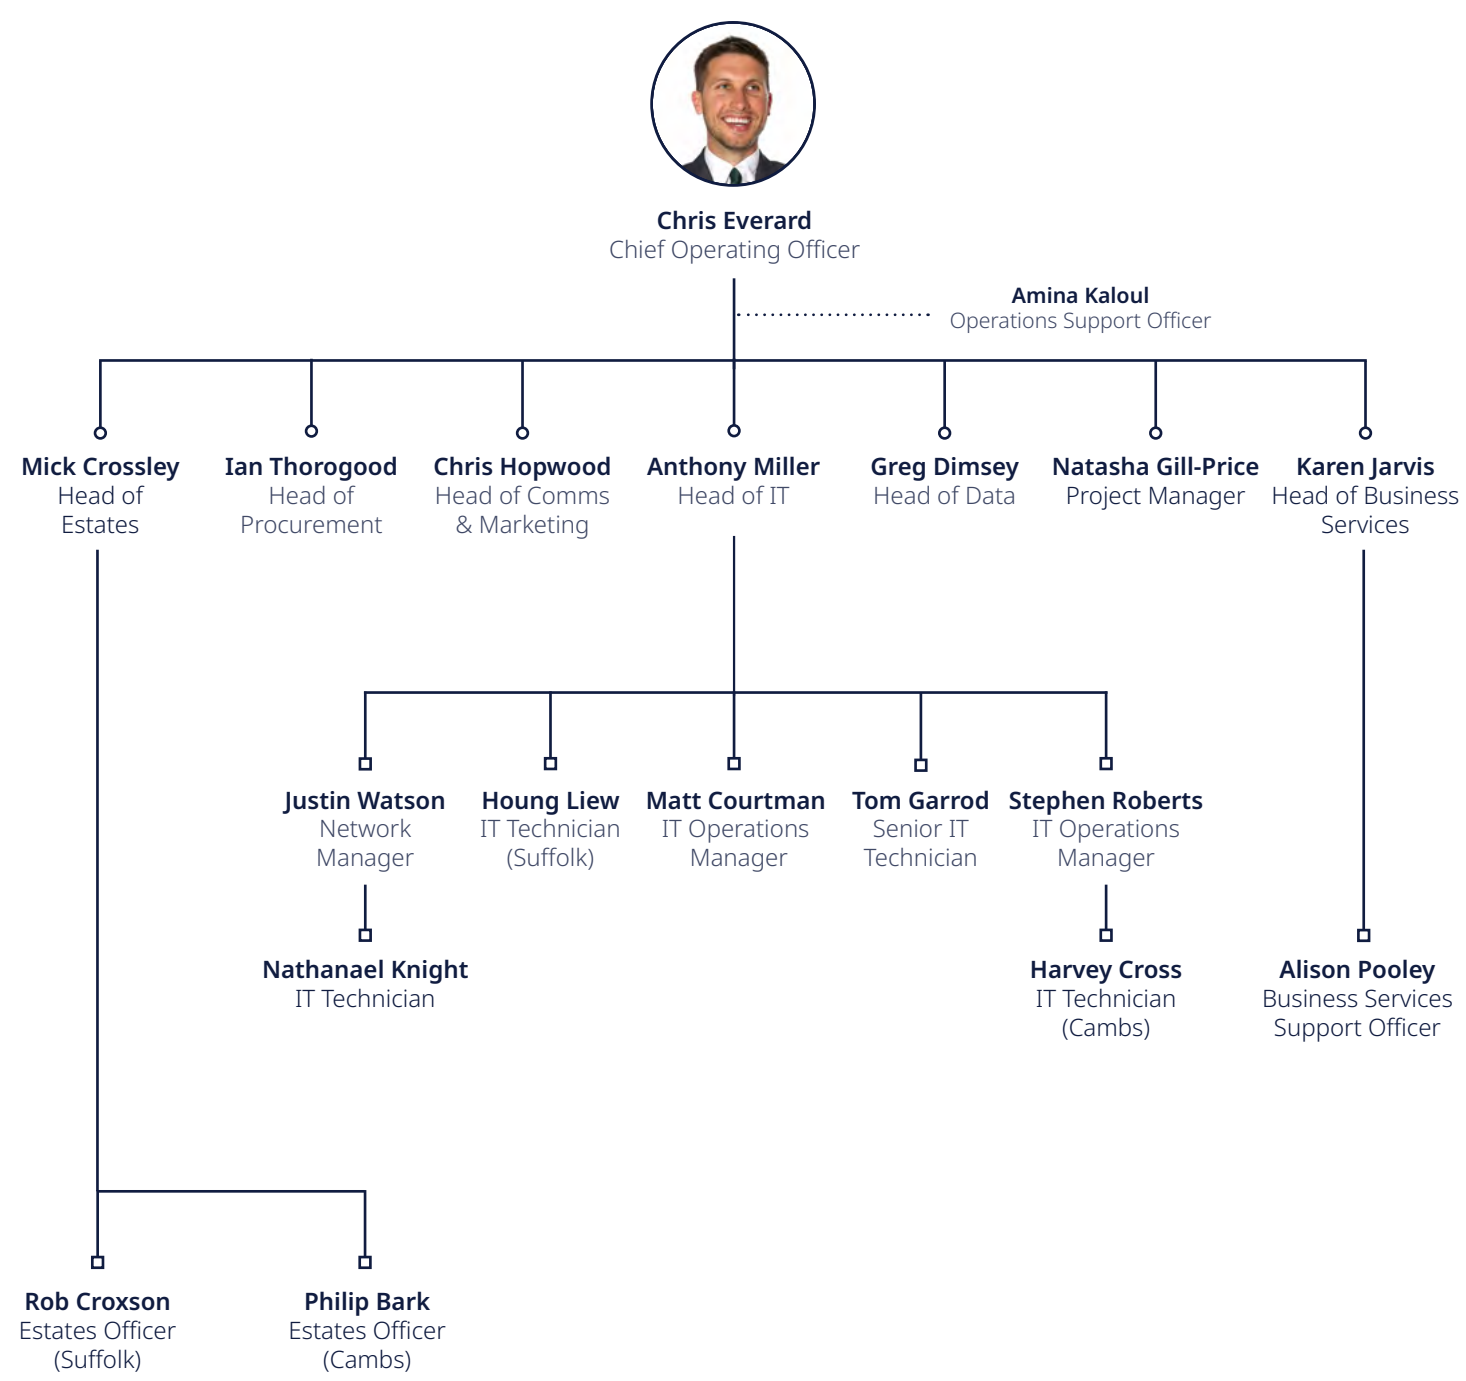 Chris Everard
Chief Operating Officer
Amina Kaloul
Operations Support Officer
Mick Crossley
Head of
Estates
Ian Thorogood
Head of
Procurement
Chris Hopwood
Head of Comms
& Marketing
Anthony Miller
Head of IT
Greg Dimsey
Head of Data
Natasha Gill-Price
Project Manager
Karen Jarvis
Head of Business
Services
Justin Watson
Network
Manager
Houng Liew
IT Technician
(Suffolk)
Matt Courtman
IT Operations
Manager
Tom Garrod
Senior IT
Technician
Stephen Roberts
IT Operations
Manager
Nathanael Knight
IT Technician
Harvey Cross
IT Technician
(Cambs)
Alison Pooley
Business Services
Support Officer
Rob Croxson
Estates Officer
(Suffolk)
Philip Bark
Estates Officer
(Cambs)